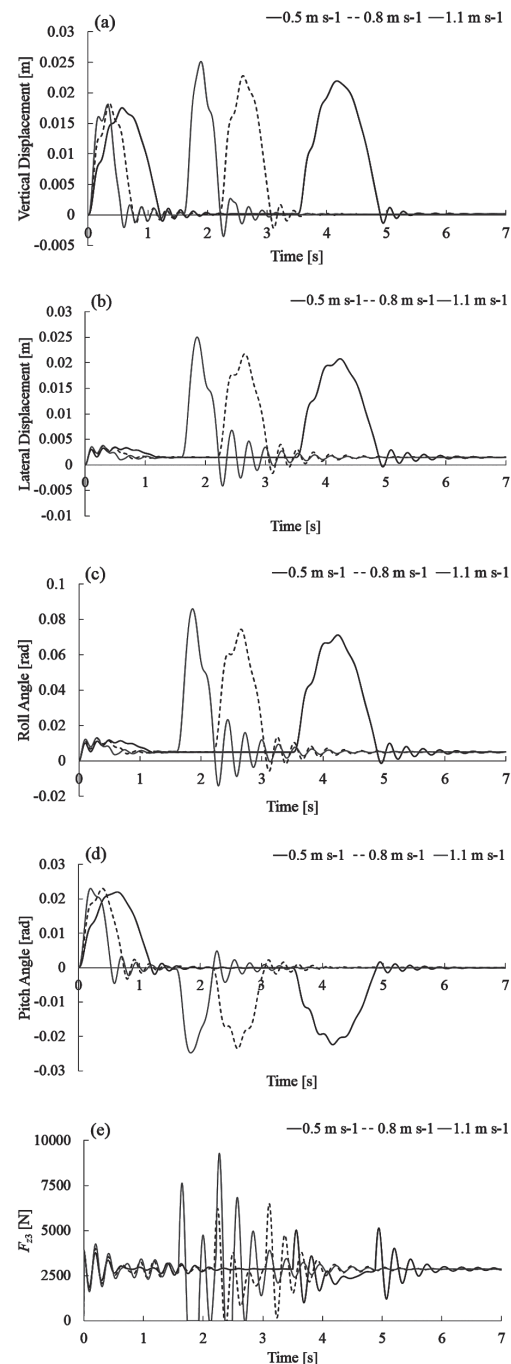 (a)
0.5 m s-1 0.8 m s-1 1.1 m s-1
Vertical Displacement [m]
0.03
0.025
0.02
0.015
0.01
0.005
0
-0.005
0 1 2 3 4 5 6 7
Time [s]
(b)
0.5 m s-1 0.8 m s-1 1.1 m s-1
Lateral Displacement [m]
0.03
0.025
0.02
0.015
0.01
0.005
0
-0.005
-0.01
0 1 2 3 4 5 6 7
Time [s]
(c)
0.5 m s-1 0.8 m s-1 1.1 m s-1
Roll Angle [rad]
0.1
0.08
0.06
0.04
0.02
0
-0.02
0 1 2 3 4 5 6 7
Time [s]
(d)
0.5 m s-1 0.8 m s-1 1.1 m s-1
Pitch Angle [rad]
0.03
0.02
0.01
0
-0.01
-0.02
-0.03
0 1 2 3 4 5 6 7
Time [s]
(e)
0.5 m s-1 0.8 m s-1 1.1 m s-1
Fz3 [N]
10000
7500
5000
2500
0
0 1 2 3 4 5 6 7
Time [s]